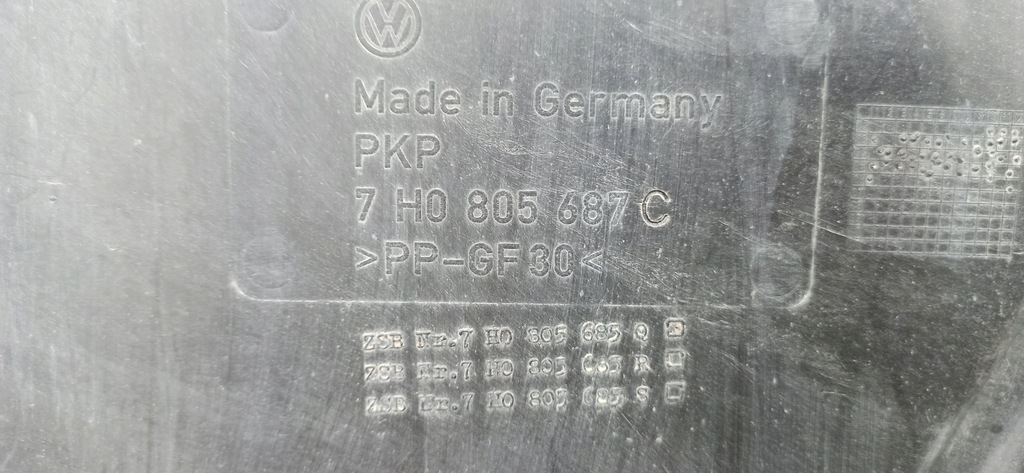 Made in Germany
PKP
7 H0 805 687 C
>PP-GF30<
ZSB Nr.7 H0 805 685 Q
ZSB Nr.7 H0 805 685 R
ZSB Nr.7 H0 805 685 S